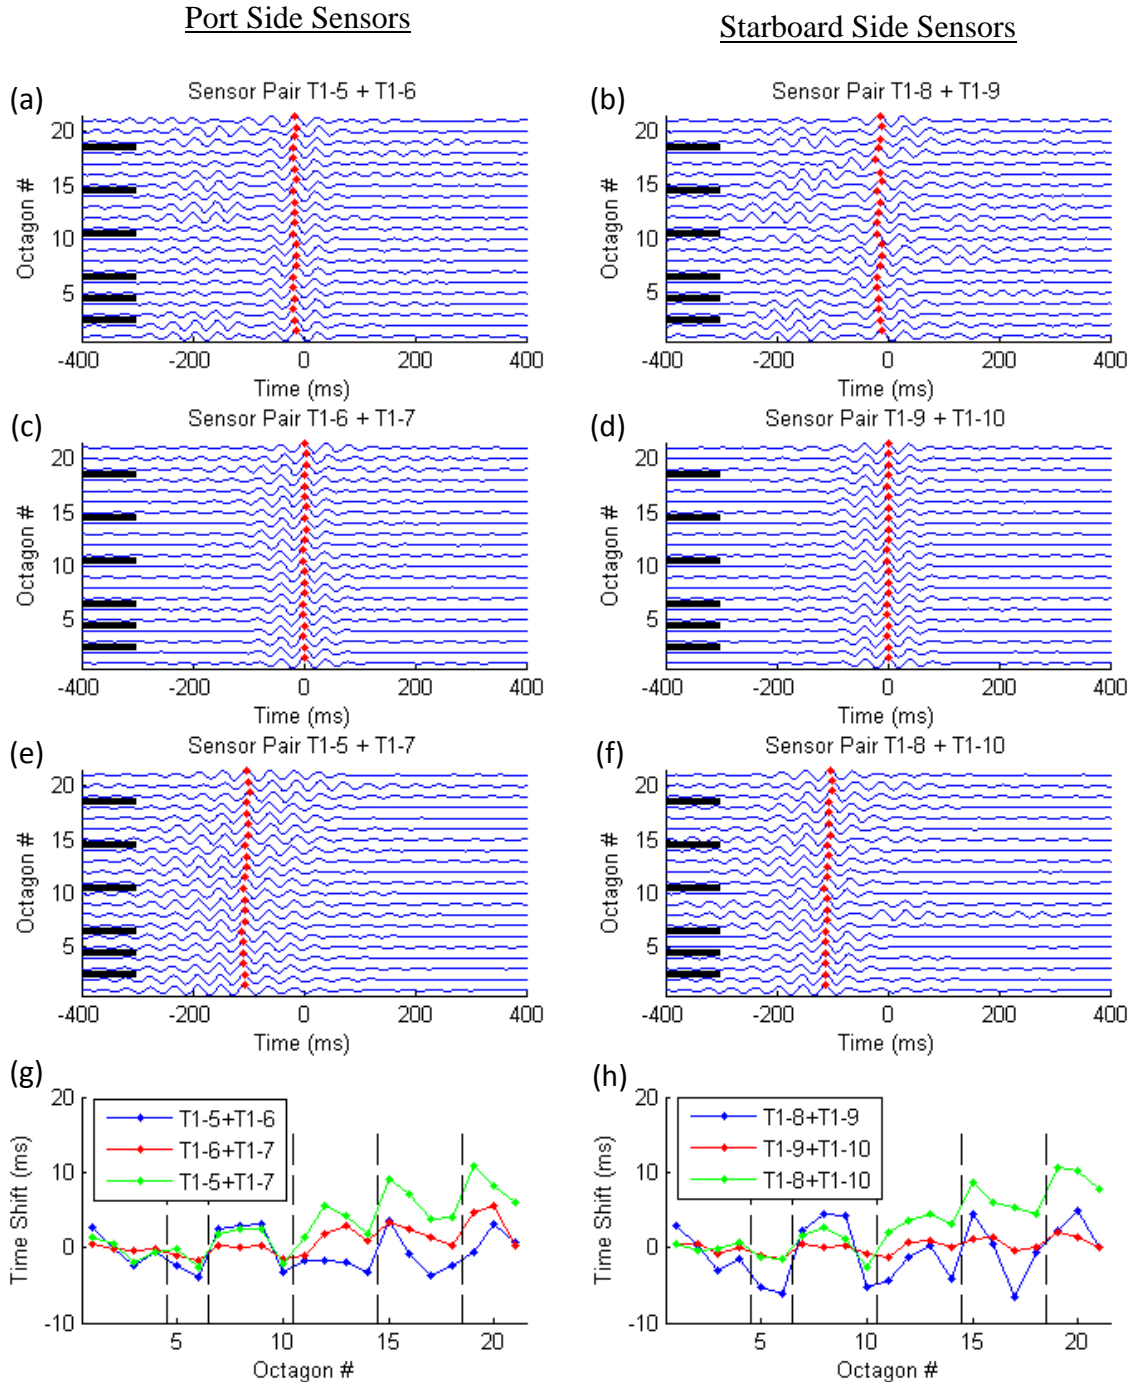 Port Side Sensors
Starboard Side Sensors
(a)
Sensor Pair T1-5 + T1-6
Octagon #
20
15
10
5
-400
-200
0
200
400
Time (ms)
(b)
Sensor Pair T1-8 + T1-9
Octagon #
20
15
10
5
-400
-200
0
200
400
Time (ms)
(c)
Sensor Pair T1-6 + T1-7
Octagon #
20
15
10
5
-400
-200
0
200
400
Time (ms)
(d)
Sensor Pair T1-9 + T1-10
Octagon #
20
15
10
5
-400
-200
0
200
400
Time (ms)
(e)
Sensor Pair T1-5 + T1-7
Octagon #
20
15
10
5
-400
-200
0
200
400
Time (ms)
(f)
Sensor Pair T1-8 + T1-10
Octagon #
20
15
10
5
-400
-200
0
200
400
Time (ms)
(g)
Time Shift (ms)
20
10
0
-10
T1-5+T1-6
T1-6+T1-7
T1-5+T1-7
5
10
15
20
Octagon #
(h)
Time Shift (ms)
20
10
0
-10
T1-8+T1-9
T1-9+T1-10
T1-8+T1-10
5
10
15
20
Octagon #